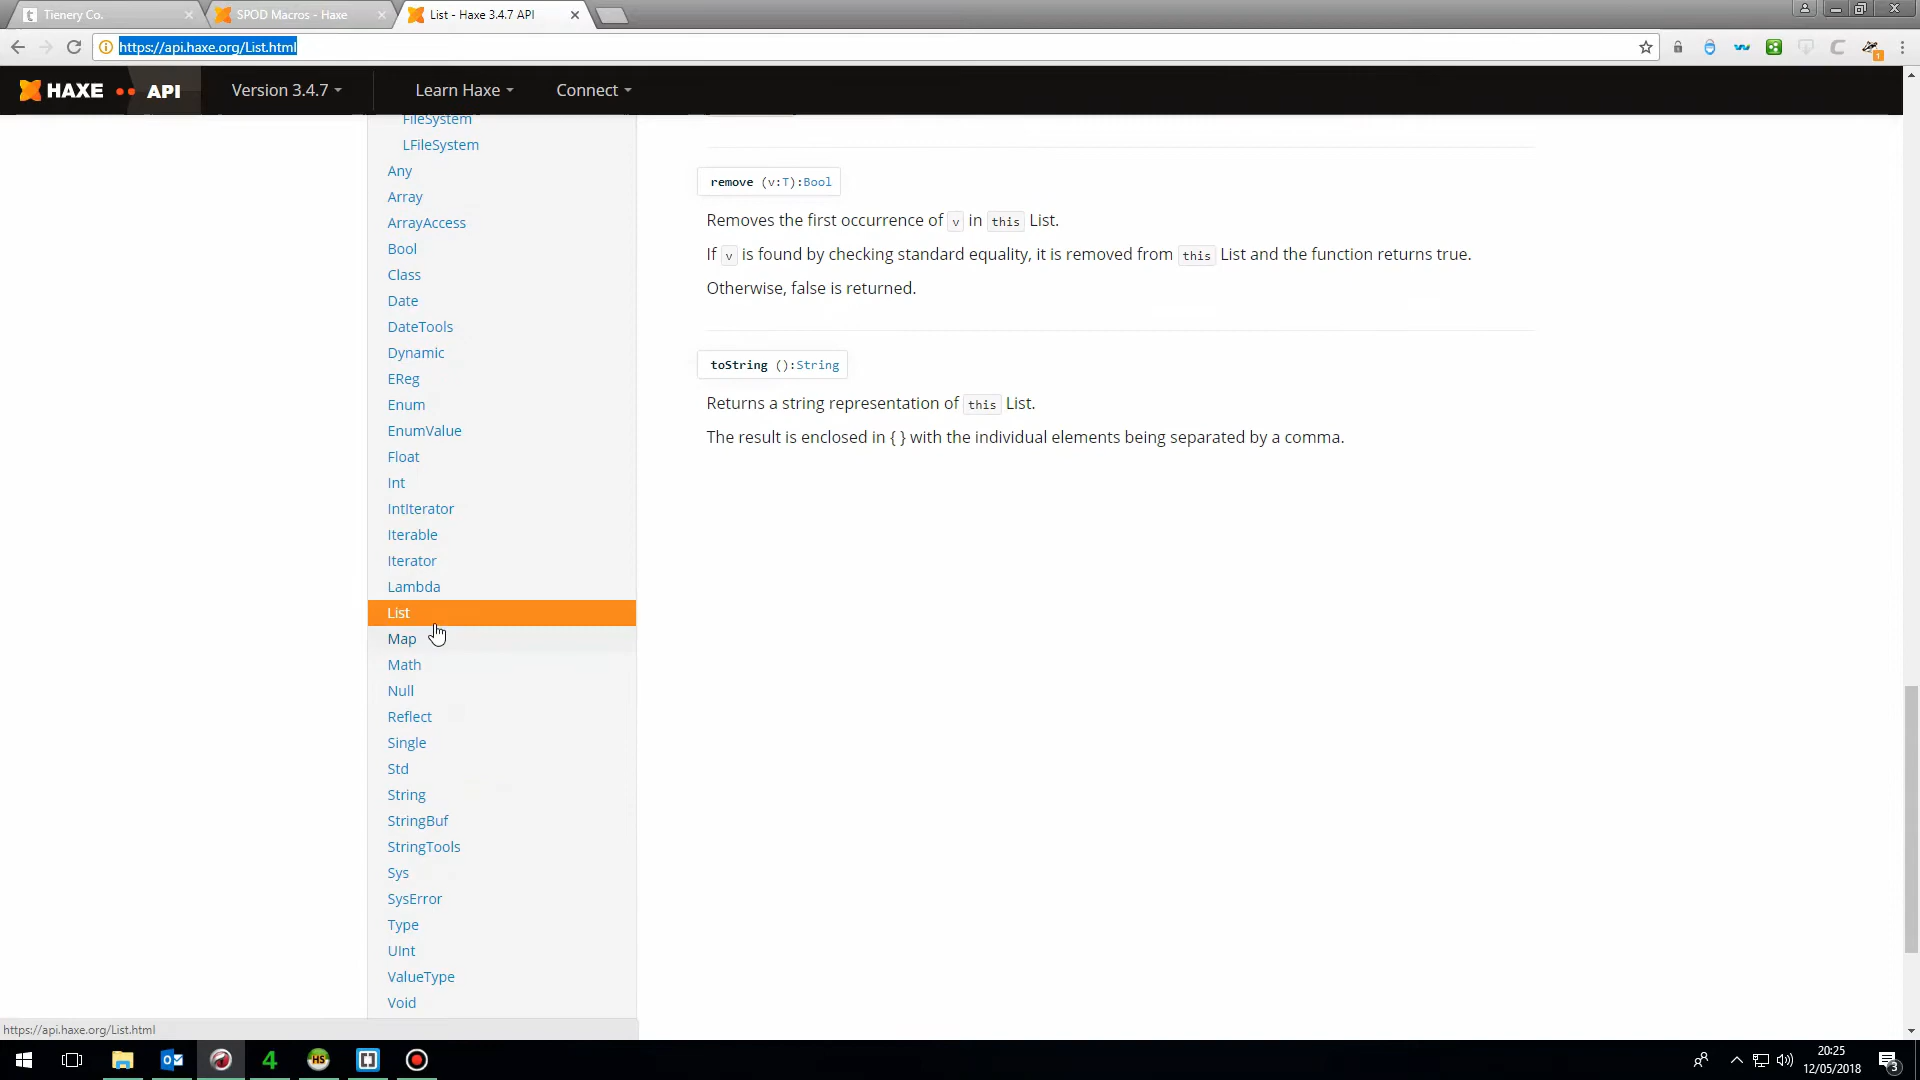 Tienery Co.
SPOD Macros - Haxe
List - Haxe 3.4.7 API
https://api.haxe.org/List.html
HAXE API
Version 3.4.7
Learn Haxe
Connect
FileSystem
LFileSystem
Any
Array
ArrayAccess
Bool
Class
Date
DateTools
Dynamic
EReg
Enum
EnumValue
Float
Int
IntIterator
Iterable
Iterator
Lambda
List
Map
Math
Null
Reflect
Single
Std
String
StringBuf
StringTools
Sys
SysError
Type
UInt
ValueType
Void
remove (v:T):Bool
Removes the first occurrence of v in this List.
If v is found by checking standard equality, it is removed from this List and the function returns true.
Otherwise, false is returned.
toString ():String
Returns a string representation of this List.
The result is enclosed in { } with the individual elements being separated by a comma.
https://api.haxe.org/List.html
4
HS
20:25
12/05/2018
3
1